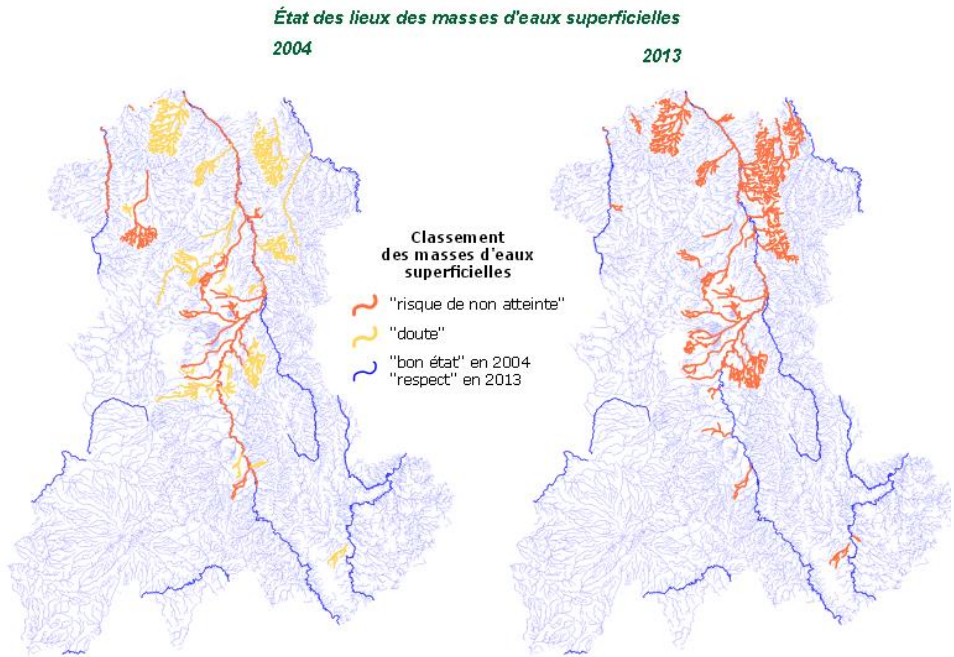 État des lieux des masses d'eaux superficielles
2004
2013
Classement
des masses d'eaux
superficielles
"risque de non atteinte"
"doute"
"bon état" en 2004
"respect" en 2013